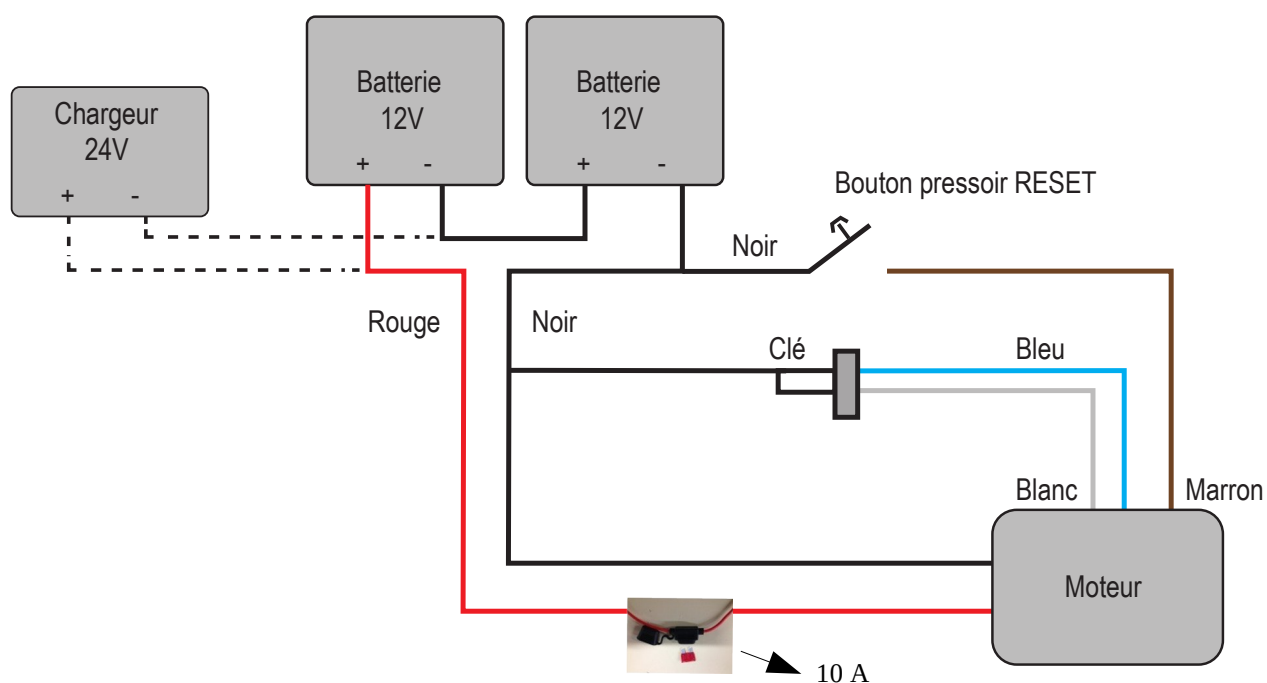 Batterie
12V
+ -
Batterie
12V
+ -
Chargeur
24V
+ -
Bouton pressoir RESET
Noir
Rouge
Noir
Clé
Bleu
Blanc
Marron
Moteur
10 A